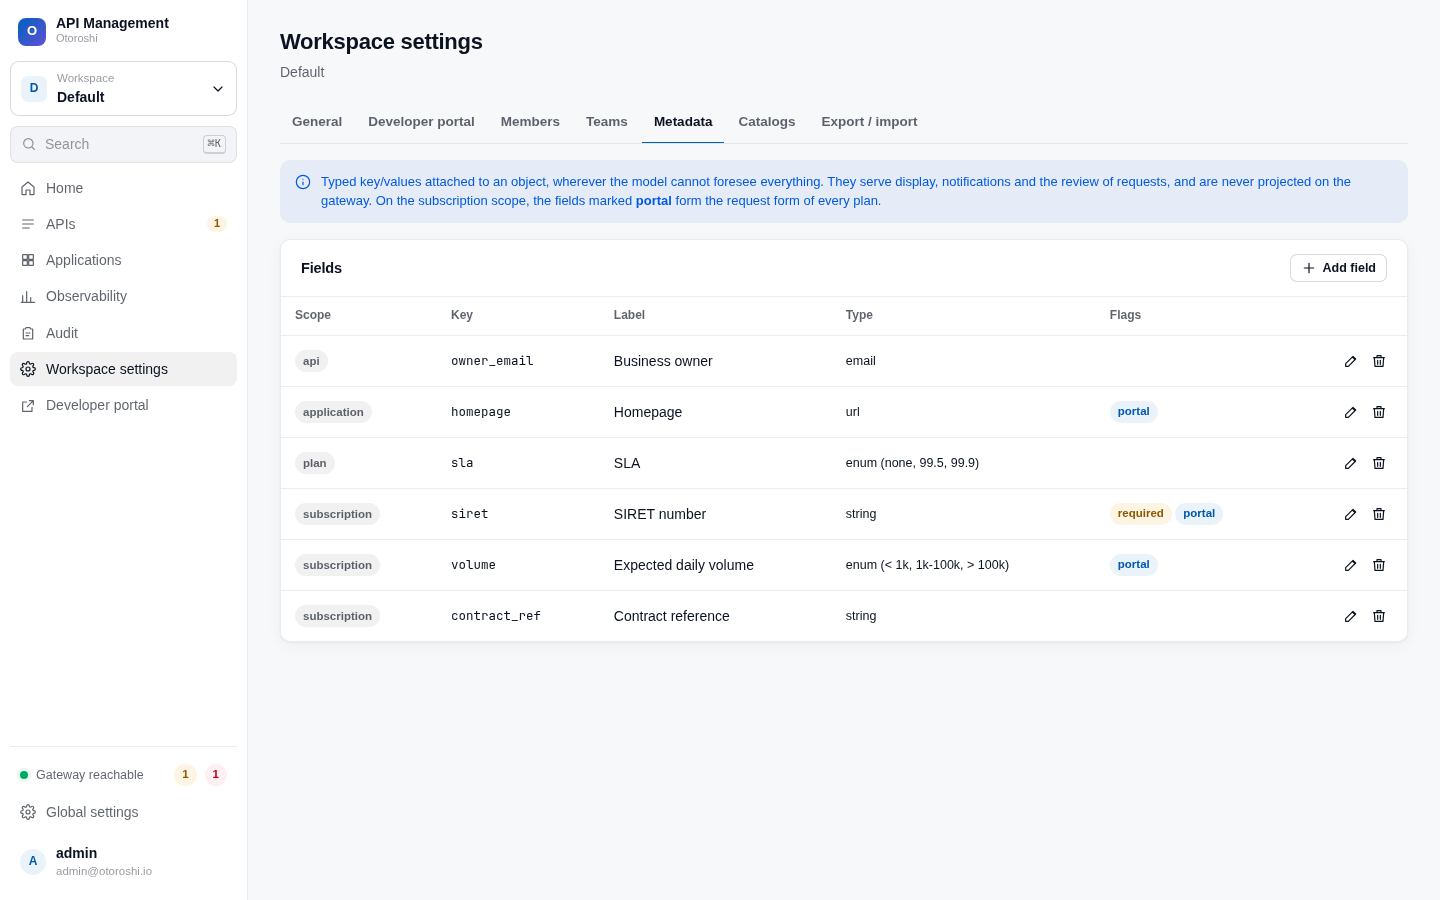 O
API Management
Otoroshi
D
Workspace
Default
Search
⌘K
Home
APIs 1
Applications
Observability
Audit
Workspace settings
Developer portal
Gateway reachable 1 1
Global settings
A
admin
admin@otoroshi.io
Workspace settings
Default
General Developer portal Members Teams Metadata Catalogs Export / import
Typed key/values attached to an object, wherever the model cannot foresee everything. They serve display, notifications and the review of requests, and are never projected on the
gateway. On the subscription scope, the fields marked portal form the request form of every plan.
Fields
Add field
Scope Key Label Type Flags
api owner_email Business owner email
application homepage Homepage url portal
plan sla SLA enum (none, 99.5, 99.9)
subscription siret SIRET number string required portal
subscription volume Expected daily volume enum (< 1k, 1k-100k, > 100k) portal
subscription contract_ref Contract reference string